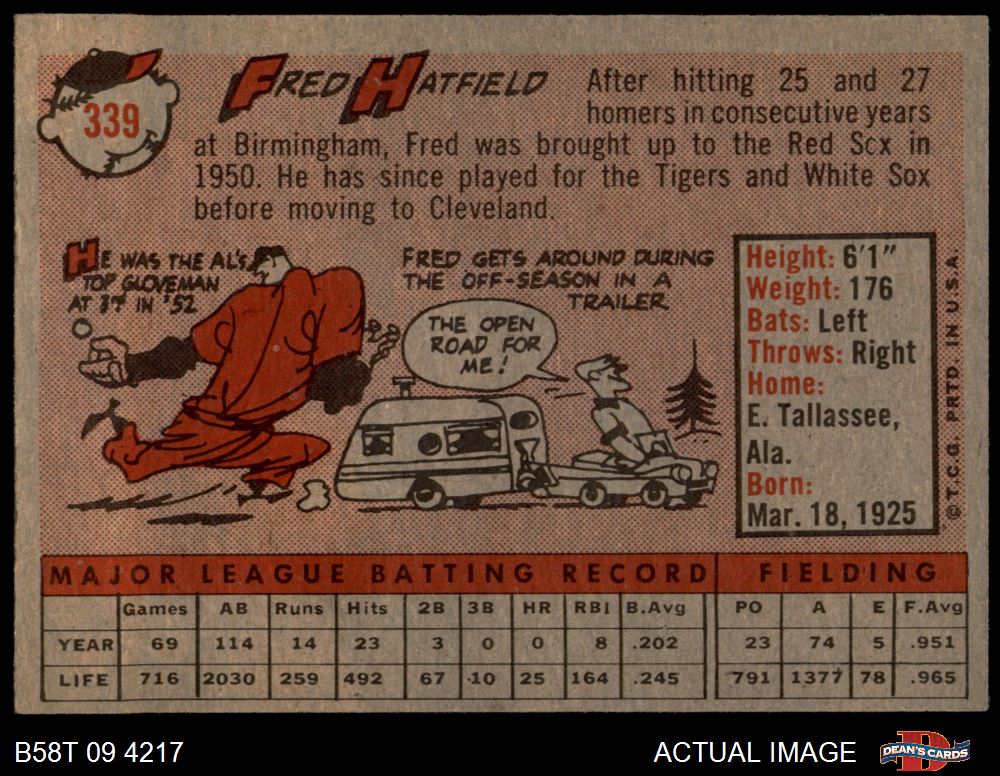 339
FRED HATFIELD
After hitting 25 and 27
homers in consecutive years
at Birmingham, Fred was brought up to the Red Scx in
1950. He has since played for the Tigers and White Sox
before moving to Cleveland.
HE WAS THE AL's
TOP GLOVEMAN
AT 3rd IN '52
FRED GETS AROUND DURING
THE OFF-SEASON IN A
TRAILER
THE OPEN
ROAD FOR
ME!
Height: 6'1"
Weight: 176
Bats: Left
Throws: Right
Home:
E. Tallassee,
Ala.
Born:
Mar. 18, 1925
© T.C.G. PRTD. IN U.S.A.
MAJOR LEAGUE BATTING RECORD FIELDING
Games AB Runs Hits 2B 3B HR RBI B.Avg PO A E F.Avg
YEAR 69 114 14 23 3 0 0 8 .202 23 74 5 .951
LIFE 716 2030 259 492 67 10 25 164 .245 791 1377 78 .965
B58T 09 4217 ACTUAL IMAGE DEAN'S CARDS